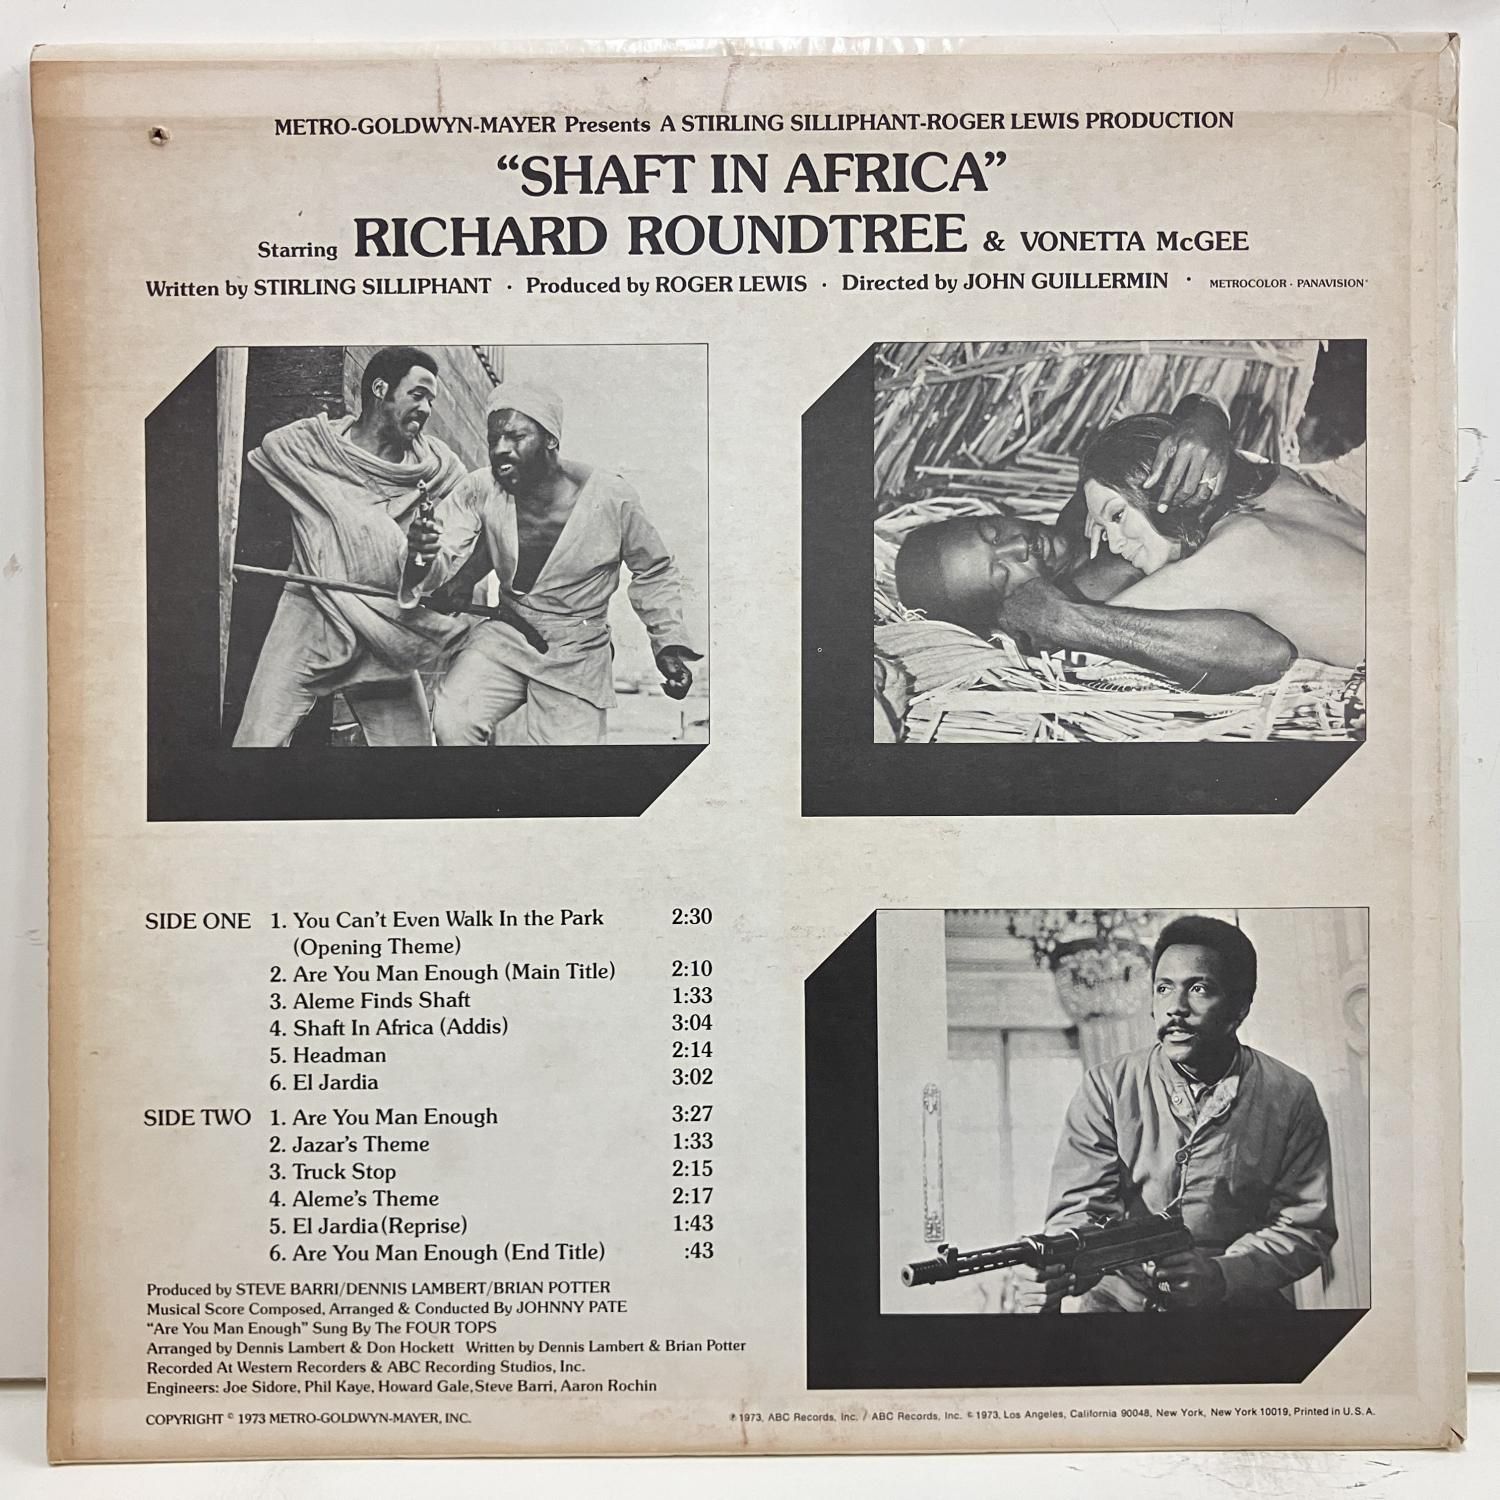 METRO-GOLDWYN-MAYER Presents A STIRLING SILLIPHANT-ROGER LEWIS PRODUCTION
“SHAFT IN AFRICA”
Starring RICHARD ROUNDTREE & VONETTA McGEE
Written by STIRLING SILLIPHANT · Produced by ROGER LEWIS · Directed by JOHN GUILLERMIN · METROCOLOR · PANAVISION®
SIDE ONE 1. You Can’t Even Walk In the Park 2:30
(Opening Theme)
2. Are You Man Enough (Main Title) 2:10
3. Aleme Finds Shaft 1:33
4. Shaft In Africa (Addis) 3:04
5. Headman 2:14
6. El Jardia 3:02
SIDE TWO 1. Are You Man Enough 3:27
2. Jazar’s Theme 1:33
3. Truck Stop 2:15
4. Aleme’s Theme 2:17
5. El Jardia (Reprise) 1:43
6. Are You Man Enough (End Title) :43
Produced by STEVE BARRI/DENNIS LAMBERT/BRIAN POTTER
Musical Score Composed, Arranged & Conducted By JOHNNY PATE
“Are You Man Enough” Sung By The FOUR TOPS
Arranged by Dennis Lambert & Don Hockett Written by Dennis Lambert & Brian Potter
Recorded At Western Recorders & ABC Recording Studios, Inc.
Engineers: Joe Sidore, Phil Kaye, Howard Gale, Steve Barri, Aaron Rochin
COPYRIGHT © 1973 METRO-GOLDWYN-MAYER, INC.
℗ 1973, ABC Records, Inc. / ABC Records, Inc. © 1973, Los Angeles, California 90048, New York, New York 10019, Printed in U.S.A.